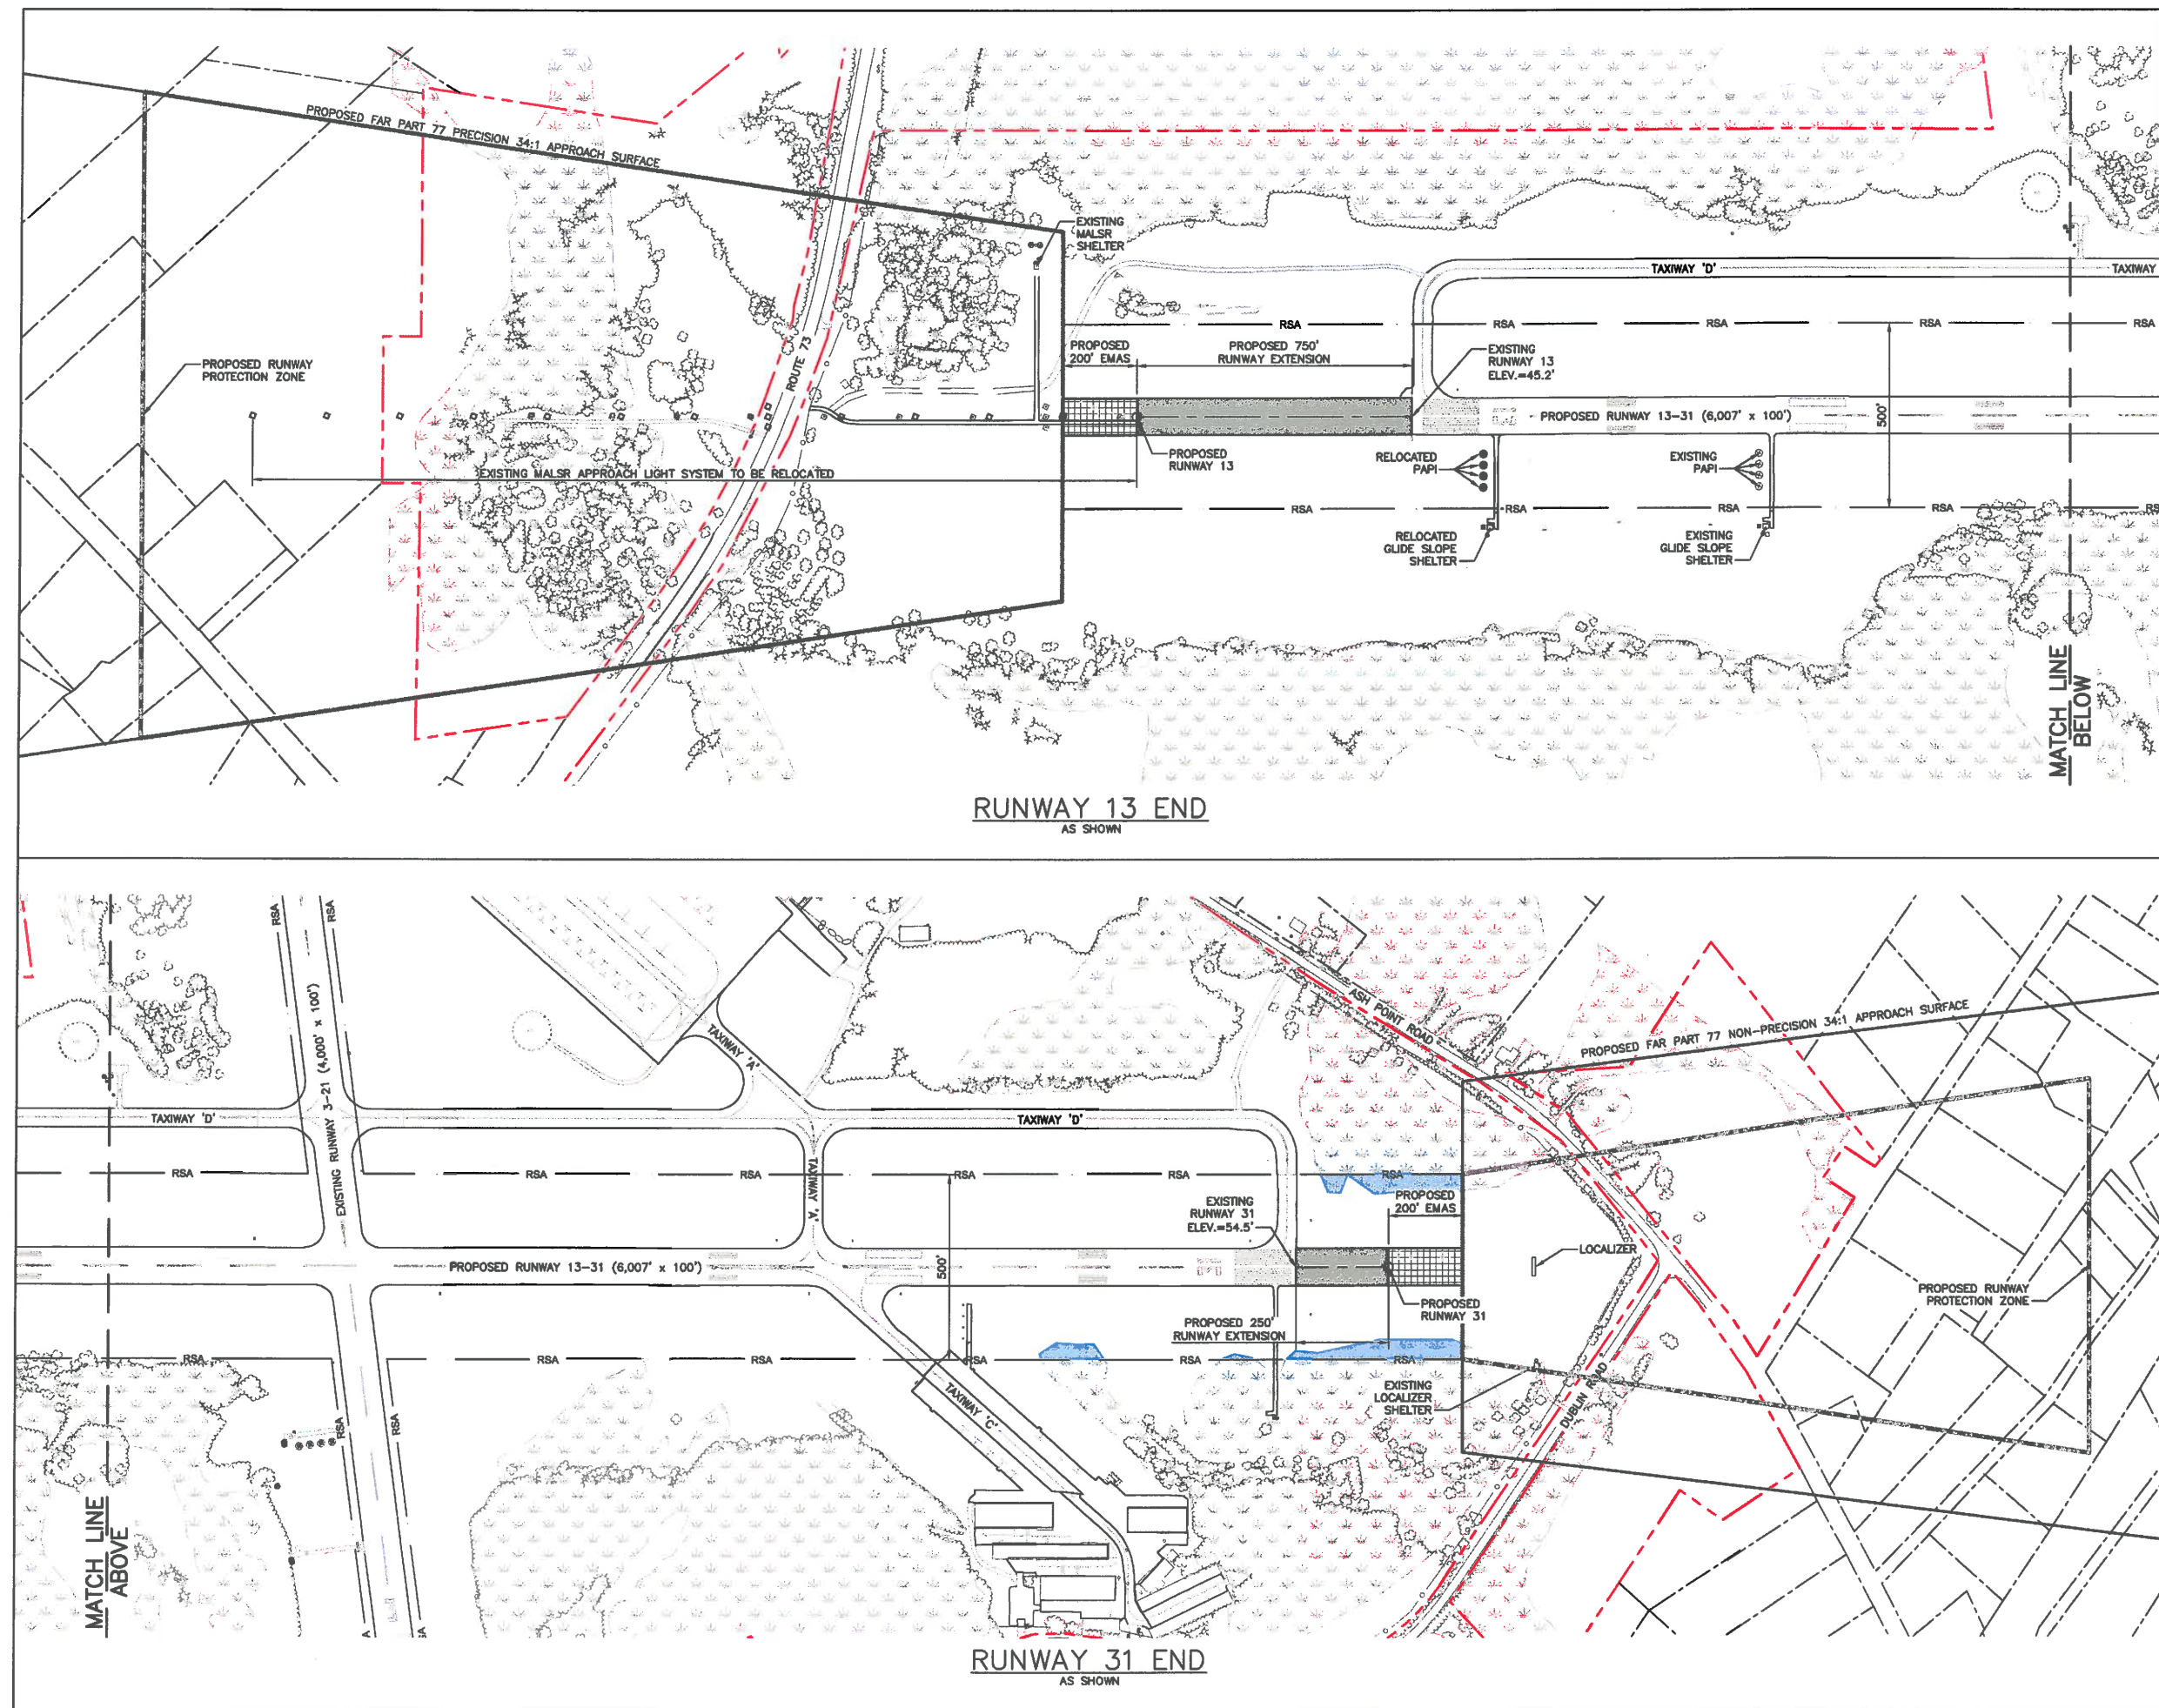 PROPOSED FAR PART 77 PRECISION 34:1 APPROACH SURFACE
EXISTING
MALSR
SHELTER
TAXIWAY 'D'
TAXIWAY
RSA
RSA
RSA
RSA
RSA
PROPOSED
200' EMAS
PROPOSED 750'
RUNWAY EXTENSION
EXISTING
RUNWAY 13
ELEV.=45.2'
PROPOSED RUNWAY
PROTECTION ZONE
ROUTE 73
PROPOSED RUNWAY 13-31 (6,007' x 100')
500'
PROPOSED
RUNWAY 13
RELOCATED
PAPI
EXISTING
PAPI
EXISTING MALSR APPROACH LIGHT SYSTEM TO BE RELOCATED
RSA
RSA
RSA
RSA
RS
RELOCATED
GLIDE SLOPE
SHELTER
EXISTING
GLIDE SLOPE
SHELTER
MATCH LINE
BELOW
RUNWAY 13 END
AS SHOWN
RSA
RSA
EXISTING RUNWAY 3-21 (4,000' x 100')
TAXIWAY 'A'
ASH POINT ROAD
PROPOSED FAR PART 77 NON-PRECISION 34:1 APPROACH SURFACE
TAXIWAY 'D'
TAXIWAY 'D'
RSA
RSA
RSA
TAXIWAY 'A'
RSA
RSA
RSA
EXISTING
RUNWAY 31
ELEV.=54.5'
PROPOSED
200' EMAS
LOCALIZER
PROPOSED RUNWAY 13-31 (6,007' x 100')
500'
PROPOSED
RUNWAY 31
PROPOSED RUNWAY
PROTECTION ZONE
PROPOSED 250'
RUNWAY EXTENSION
RSA
RSA
RSA
RSA
RSA
RSA
TAXIWAY 'C'
EXISTING
LOCALIZER
SHELTER
DUBLIN ROAD
RSA
RSA
MATCH LINE
ABOVE
A
A
RUNWAY 31 END
AS SHOWN